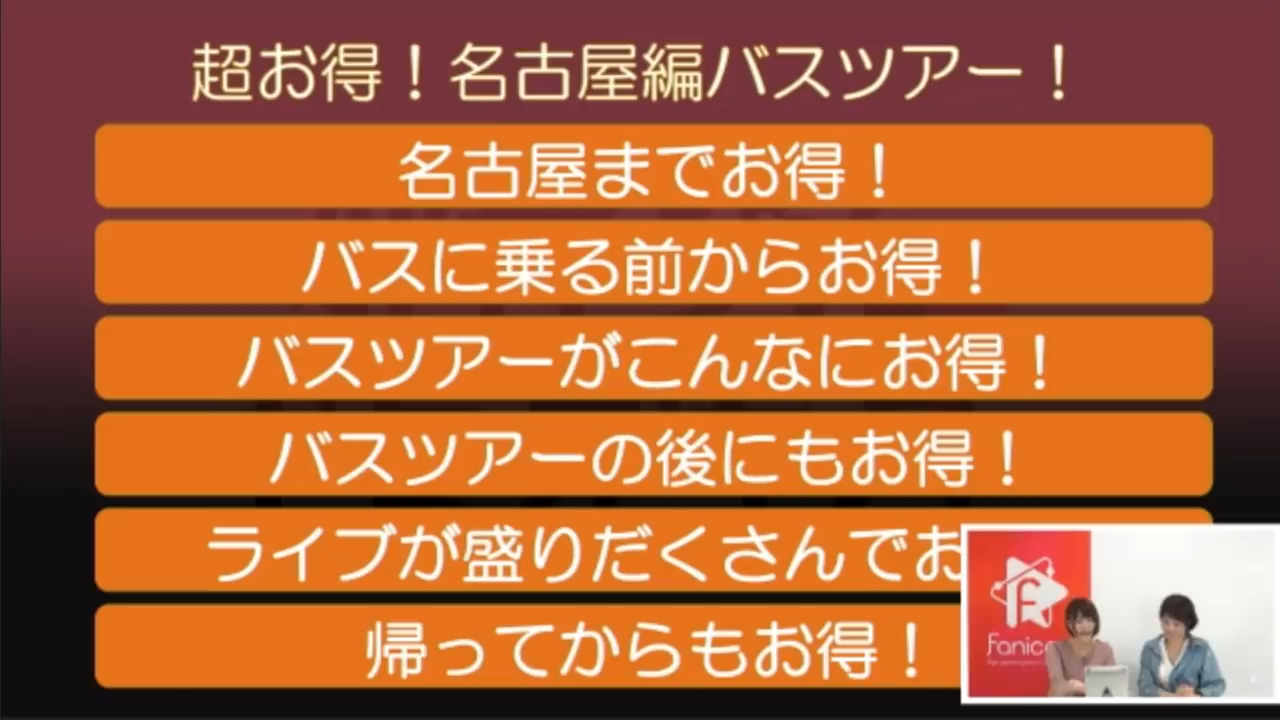 超お得！名古屋編バスツアー！
名古屋までお得！
バスに乗る前からお得！
バスツアーがこんなにお得！
バスツアーの後にもお得！
ライブが盛りだくさんでお
帰ってからもお得！
fanico